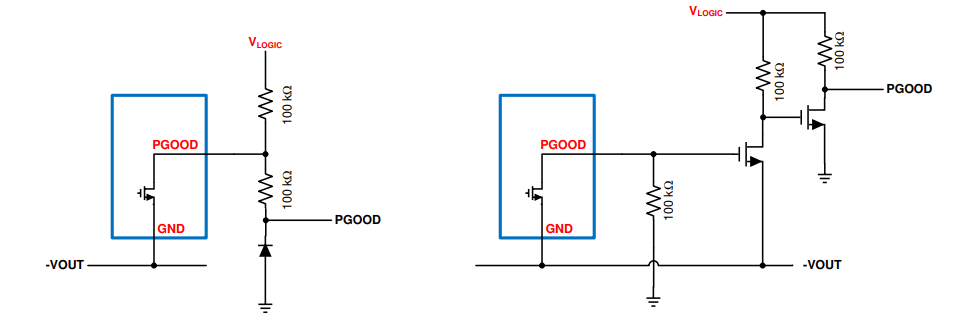 VLOGIC
100 kΩ
PGOOD
100 kΩ
PGOOD
GND
-VOUT
VLOGIC
100 kΩ
100 kΩ
PGOOD
PGOOD
100 kΩ
GND
-VOUT